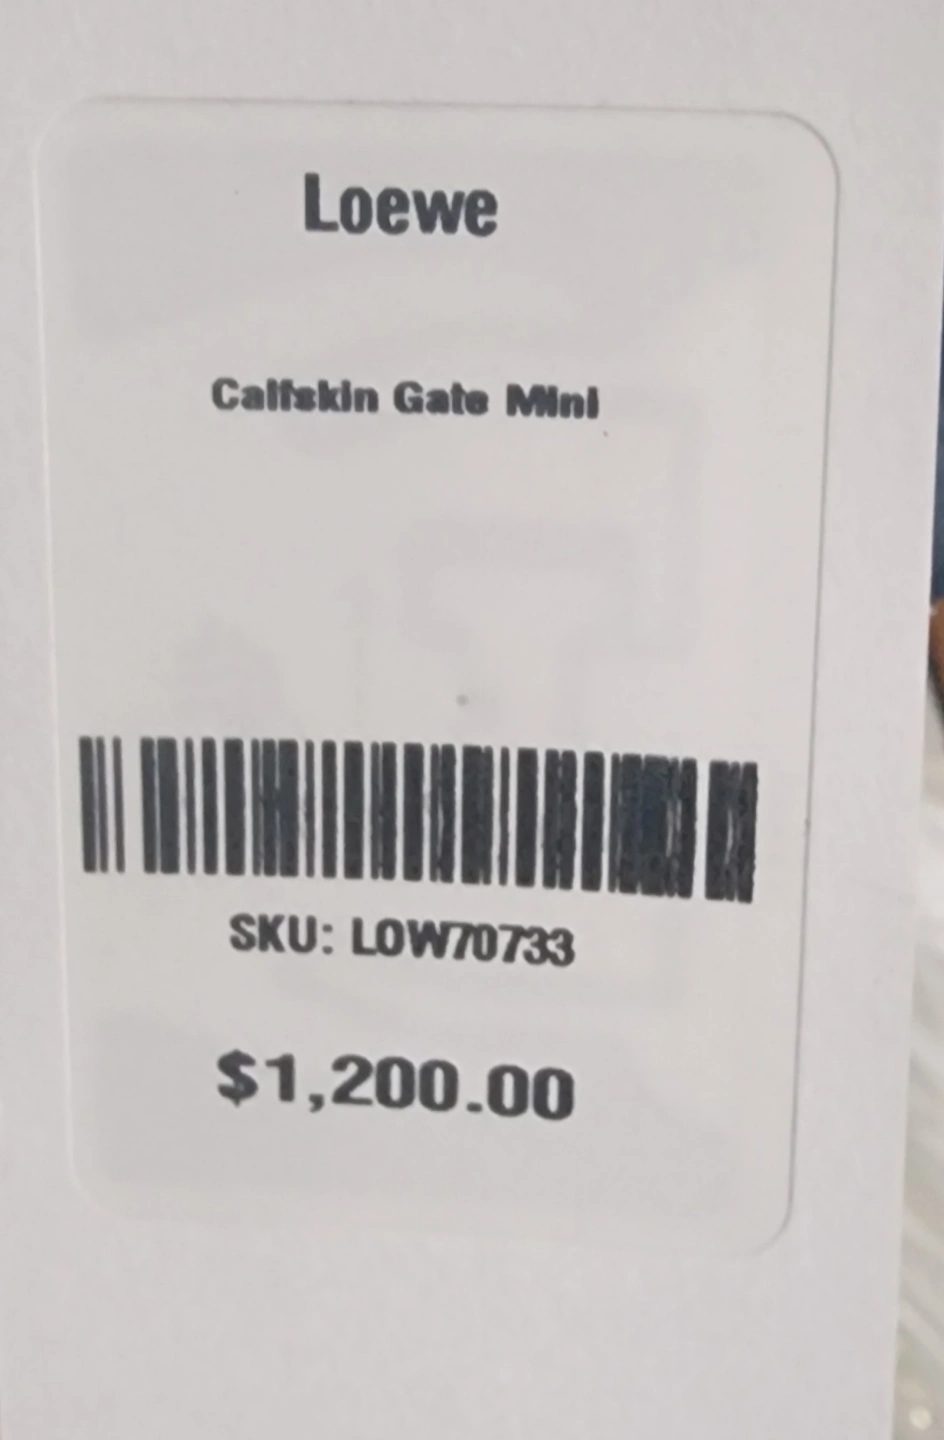 Loewe
Calfskin Gate Mini
SKU: LOW70733
$1,200.00